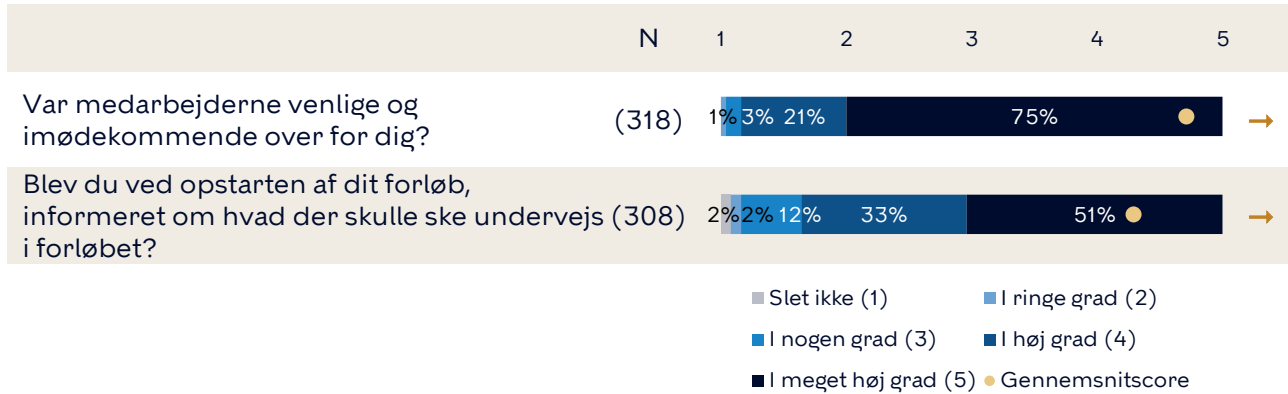 N 1 2 3 4 5
Var medarbejderne venlige og
imødekommende over for dig?
(318) 1% 3% 21% 75% →
Blev du ved opstarten af dit forløb,
informeret om hvad der skulle ske undervejs (308) 2% 2% 12% 33% 51% →
i forløbet?
Slet ikke (1) I ringe grad (2)
I nogen grad (3) I høj grad (4)
I meget høj grad (5) Gennemsnitscore